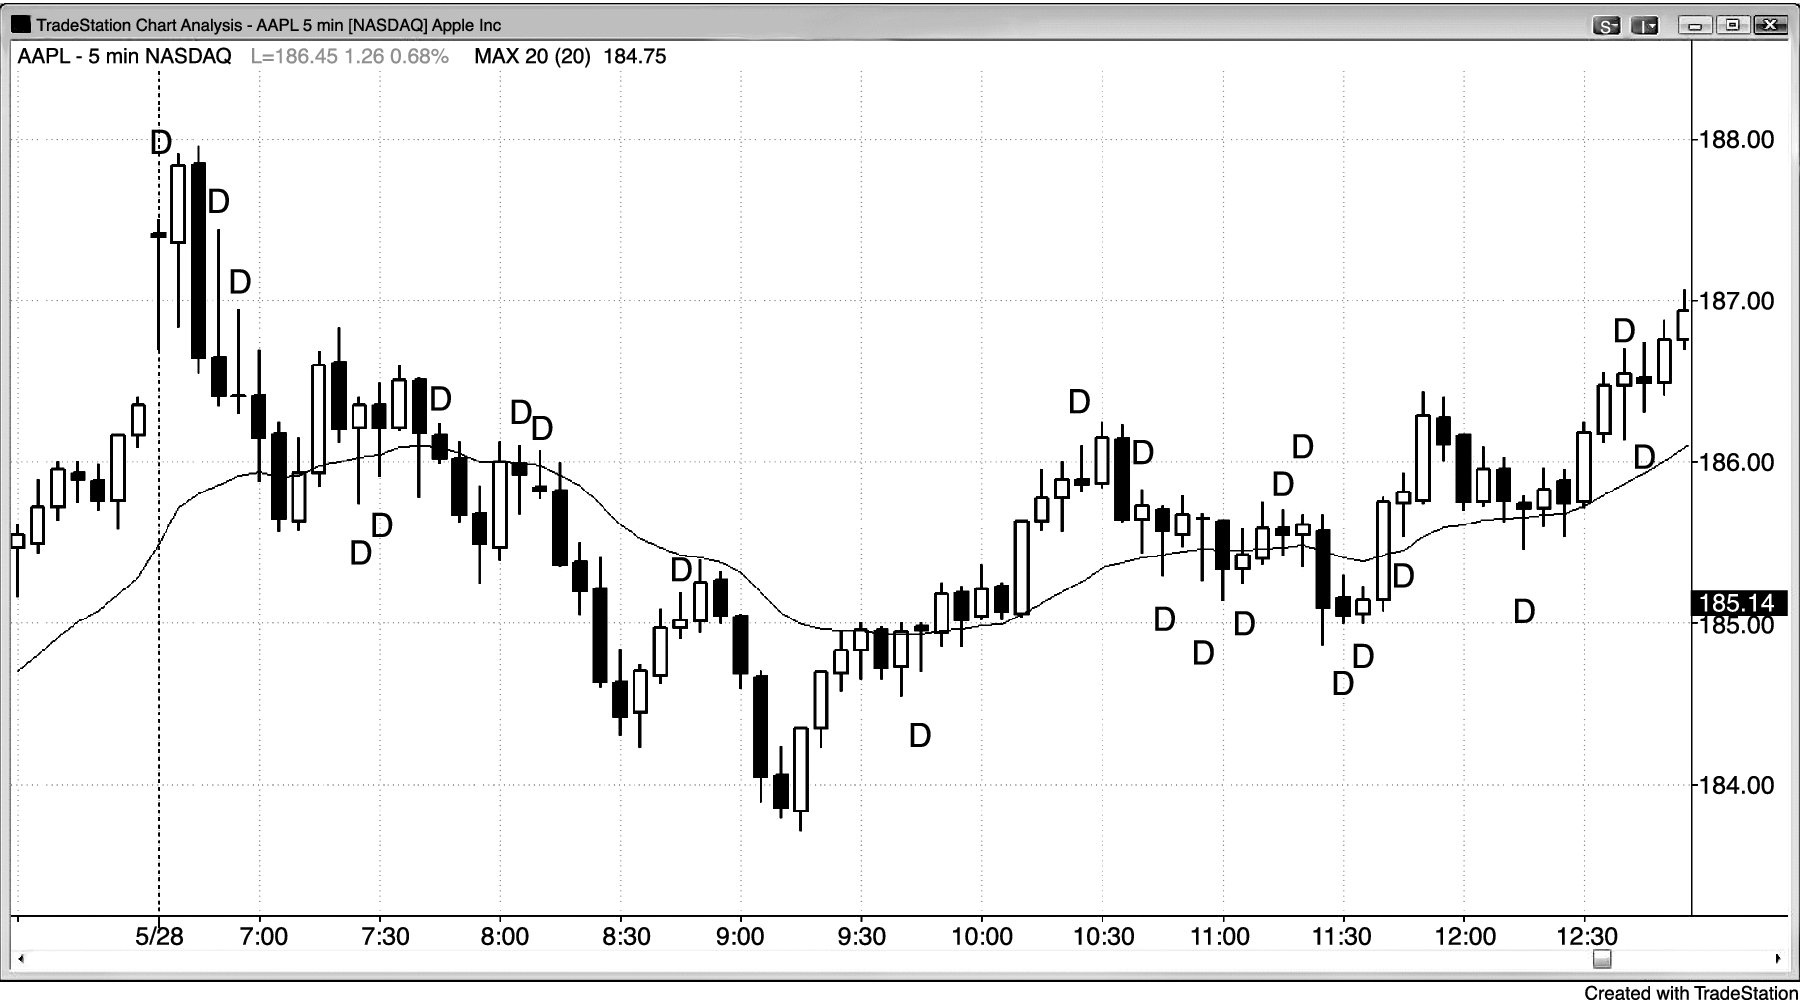 TradeStation Chart Analysis - AAPL 5 min [NASDAQ] Apple Inc
S
I
AAPL - 5 min NASDAQ L=186.45 1.26 0.68% MAX 20 (20) 184.75
D
188.00
D
D
187.00
D
D
D
D
D
D
D
D
186.00
D
D
D
D
D
D
D
185.14
185.00
D
D
D
D
D
D
D
184.00
5/28 7:00 7:30 8:00 8:30 9:00 9:30 10:00 10:30 11:00 11:30 12:00 12:30
Created with TradeStation